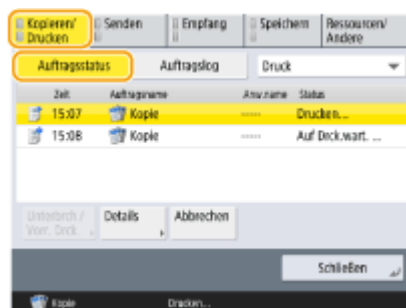 Kopieren/ Senden Empfang Speichern Ressourcen/
Drucken Andere
Auftragsstatus Auftragslog Druck
Zeit Auftragsname Anw.name Status
15:07 Kopie Drucken...
15:08 Kopie Auf Drck.wart. ...
Unterbrch./ Details Abbrechen
Vorr. Drck.
Schließen
Kopie Drucken...